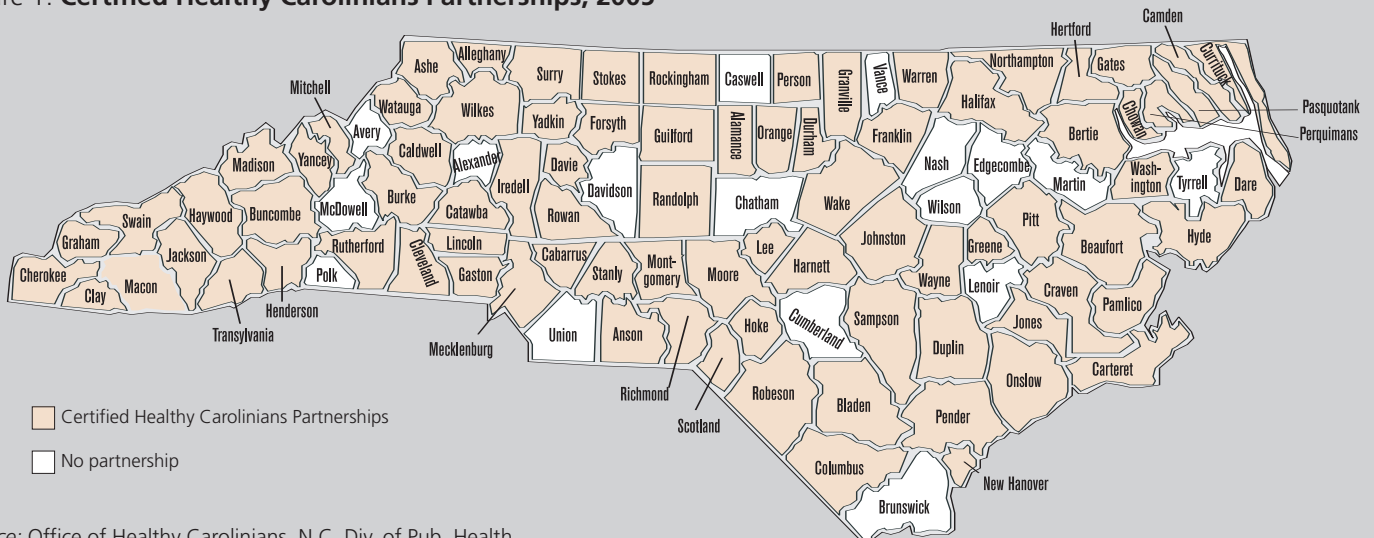 1. Certified Healthy Carolinians Partnerships,
Camden
Hertford
Alleghany
Ashe
Surry
Stokes
Rockingham
Caswell
Person
Granville
Vance
Warren
Northampton
Gates
Currituck
Mitchell
Watauga
Wilkes
Halifax
Pasquotank
Avery
Yadkin
Forsyth
Guilford
Alamance
Orange
Durham
Franklin
Bertie
Chowan
Perquimans
Madison
Yancey
Caldwell
Alexander
Iredell
Davie
Davidson
Randolph
Chatham
Wake
Nash
Edgecombe
Martin
Wash-
ington
Tyrrell
Dare
Swain
Haywood
Buncombe
McDowell
Burke
Catawba
Rowan
Wilson
Pitt
Beaufort
Hyde
Graham
Jackson
Rutherford
Cleveland
Lincoln
Cabarrus
Stanly
Mont-
gomery
Moore
Lee
Harnett
Johnston
Greene
Wayne
Lenoir
Craven
Pamlico
Cherokee
Clay
Macon
Polk
Gaston
Transylvania
Henderson
Mecklenburg
Union
Anson
Richmond
Scotland
Hoke
Cumberland
Sampson
Duplin
Jones
Carteret
Onslow
Robeson
Bladen
Pender
Columbus
Brunswick
New Hanover
Certified Healthy Carolinians Partnerships
No partnership
Office of Healthy Carolinians, N.C. Div. of Pub. Health